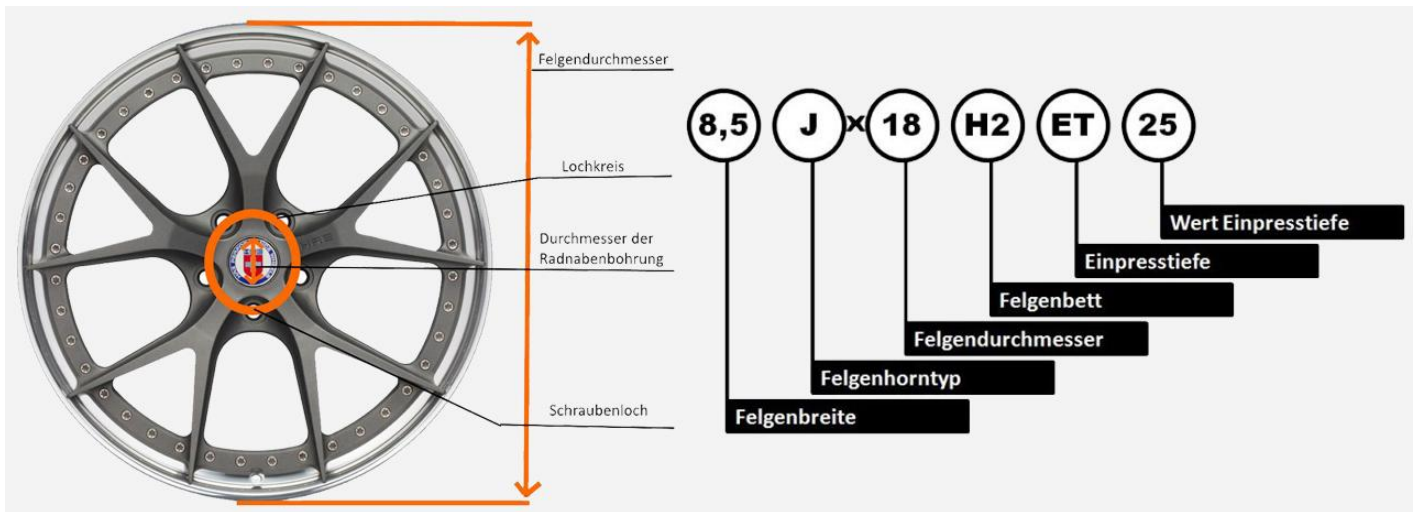 Felgendurchmesser
Lochkreis
Durchmesser der
Radnabenbohrung
Schraubenloch
8,5 J x 18 H2 ET 25
Wert Einpresstiefe
Einpresstiefe
Felgenbett
Felgendurchmesser
Felgenhorntyp
Felgenbreite